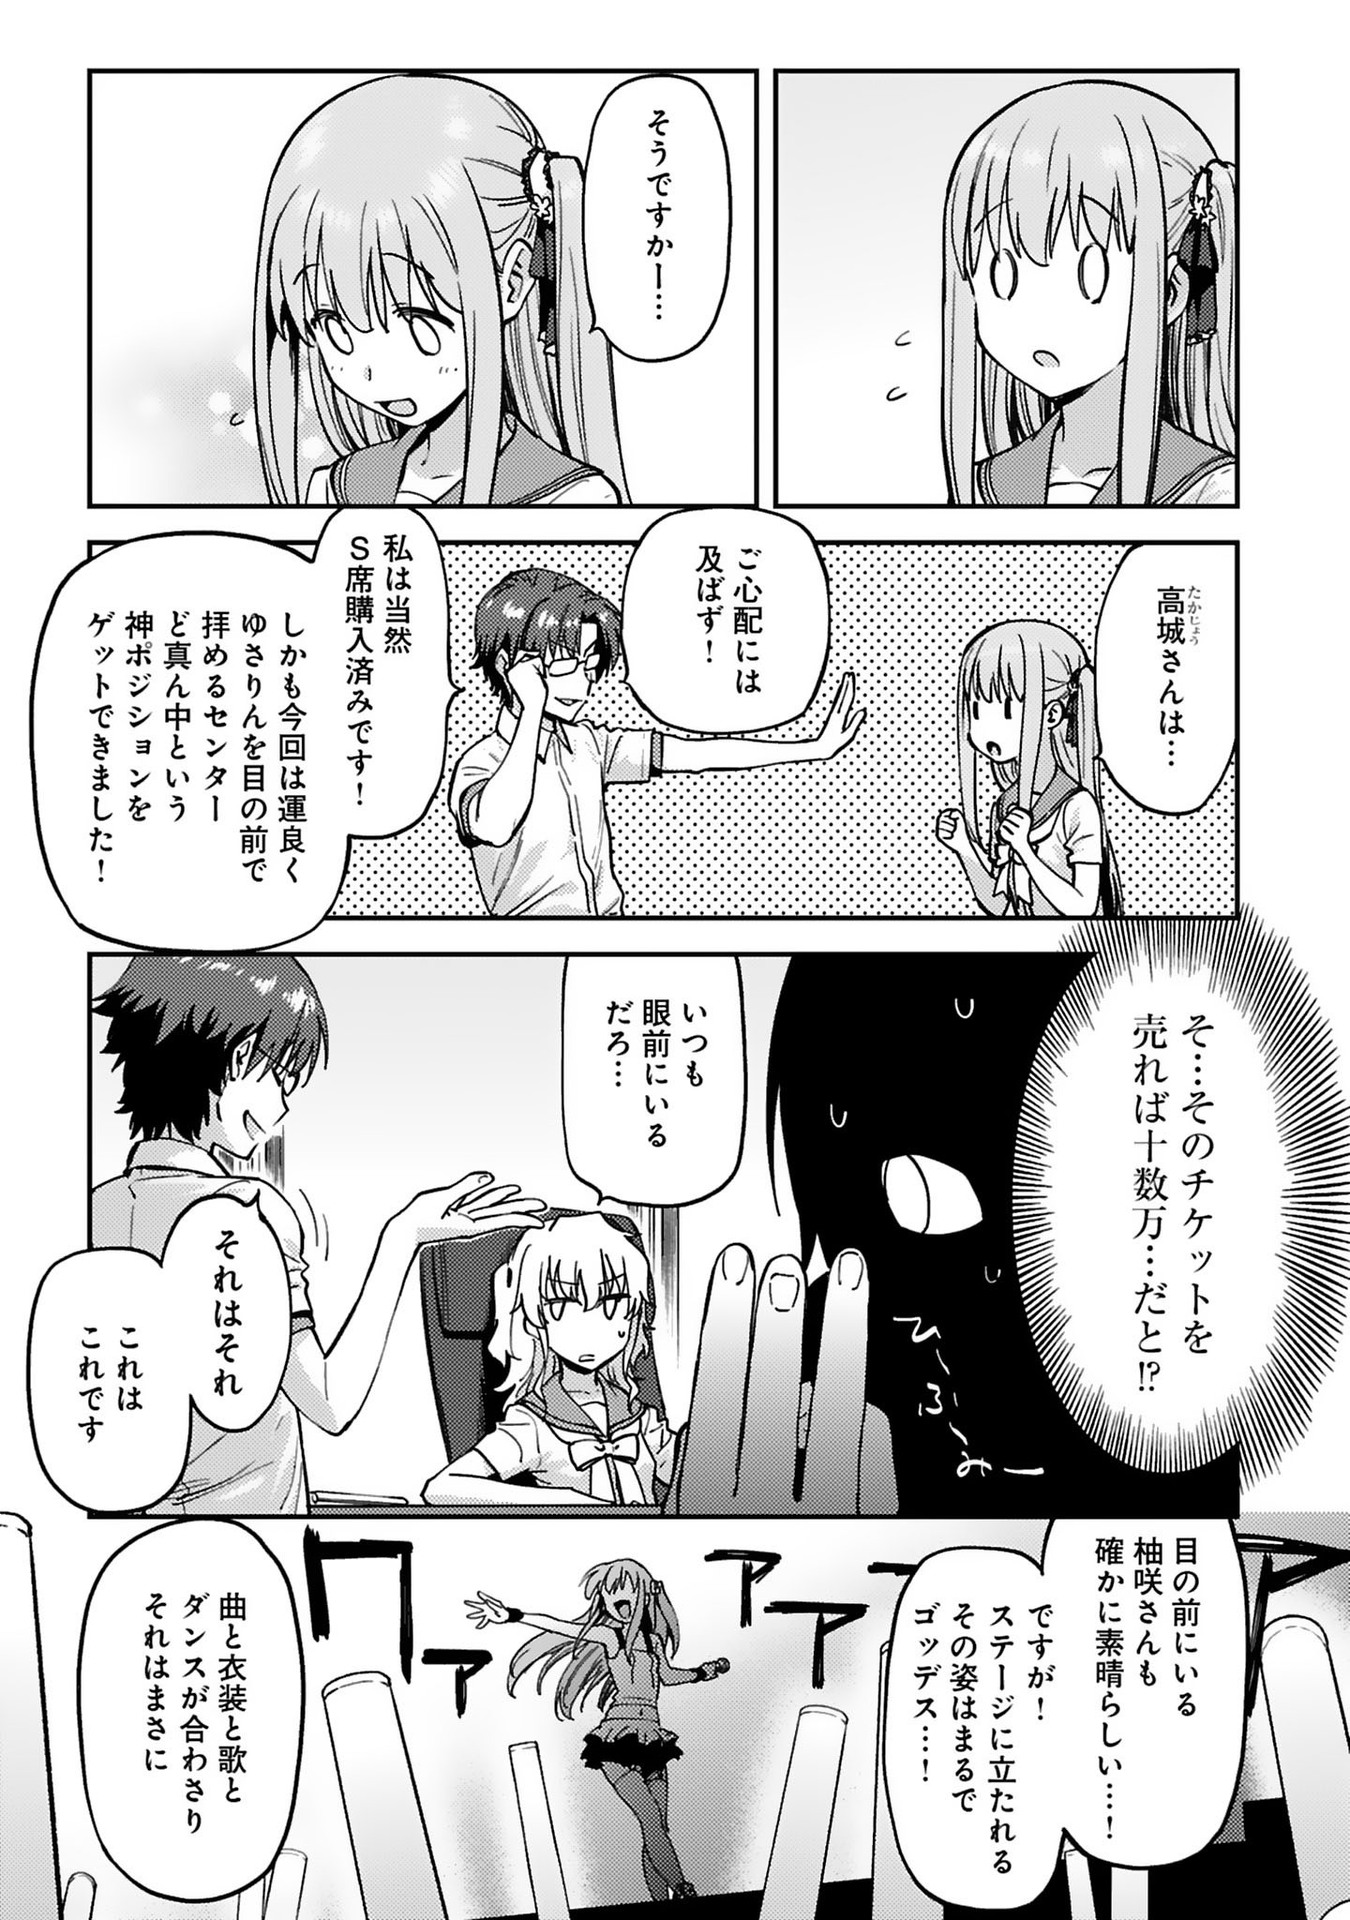 そうですかー…
高城さんは…
たかじょう
ご心配には
及ばず！
私は当然
S席購入済みです！
しかも今回は運良く
ゆさりんを目の前で
拝めるセンター
ど真ん中という
神ポジションを
ゲットできました！
そ…そのチケットを
売れば十数万…だと!?
ひーふーみー
いつも
眼前にいる
だろ…
それはそれ
これは
これです
目の前にいる
柚咲さんも
確かに素晴らしい…！
ですが！
ステージに立たれる
その姿はまるで
ゴッデス…！
ワァァァァ
曲と衣装と歌と
ダンスが合わさり
それはまさに